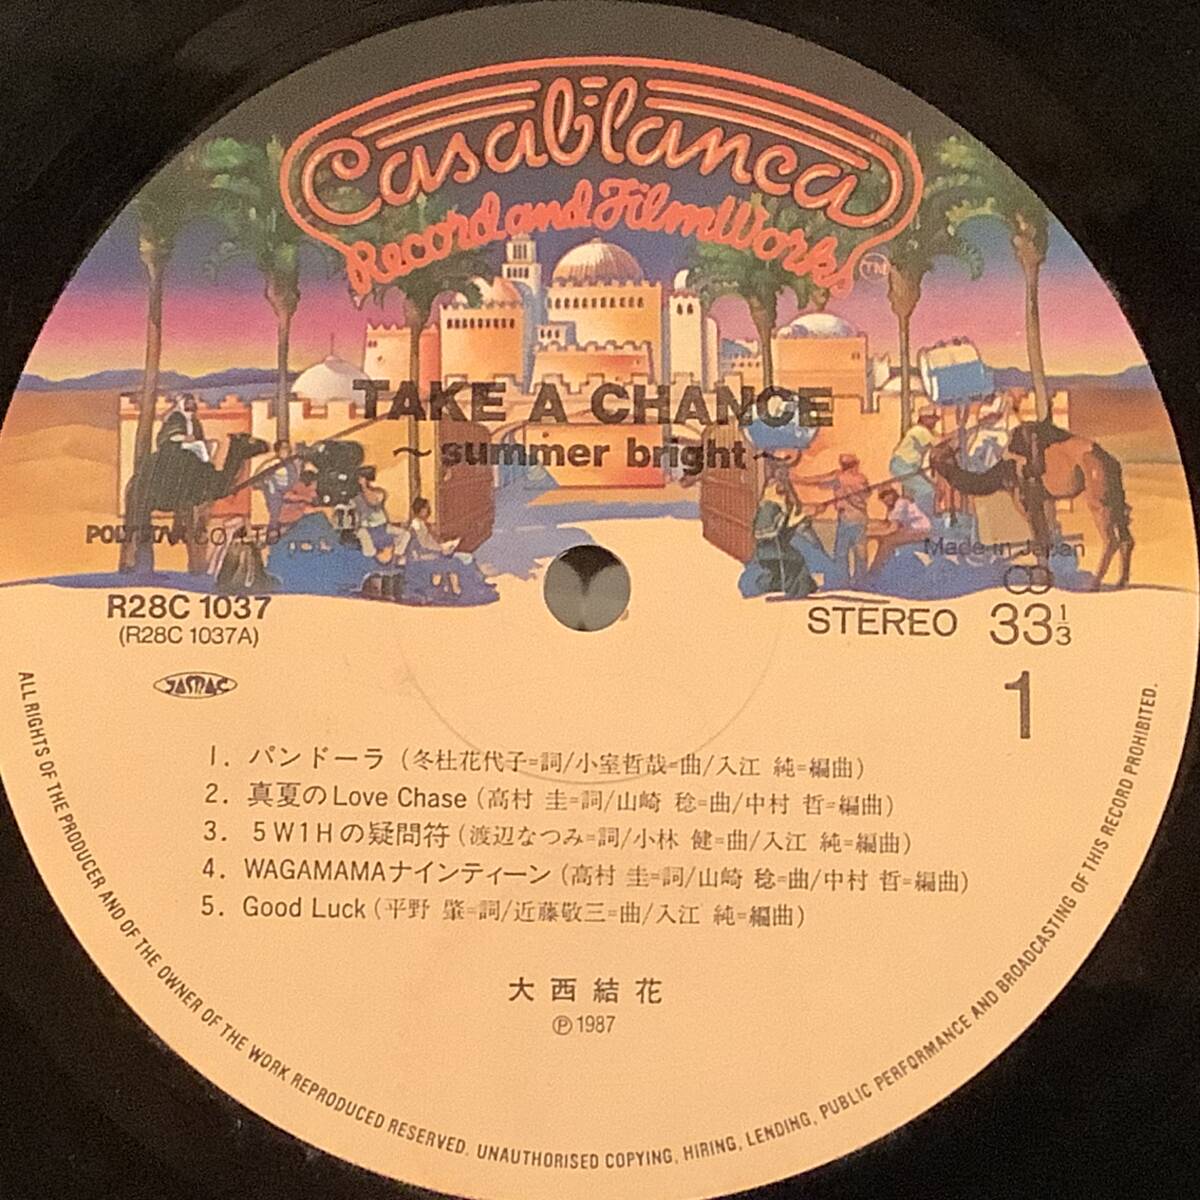 Casablanca
Record and FilmWorks TM
TAKE A CHANCE
～summer bright～
POLYSTAR CO., LTD.
Made in Japan
R28C 1037
(R28C 1037A)
JASRAC
STEREO 33 1/3
1
1. パンドーラ (冬杜花代子=詞/小室哲哉=曲/入江 純=編曲)
2. 真夏のLove Chase (高村 圭=詞/山崎 稔=曲/中村 哲=編曲)
3. 5W1Hの疑問符 (渡辺なつみ=詞/小林 健=曲/入江 純=編曲)
4. WAGAMAMAナインティーン (高村 圭=詞/山崎 稔=曲/中村 哲=編曲)
5. Good Luck (平野 肇=詞/近藤敬三=曲/入江 純=編曲)
大西結花
Ⓟ1987
ALL RIGHTS OF THE PRODUCER AND OF THE OWNER OF THE WORK REPRODUCED RESERVED. UNAUTHORISED COPYING, HIRING, LENDING, PUBLIC PERFORMANCE AND BROADCASTING OF THIS RECORD PROHIBITED.